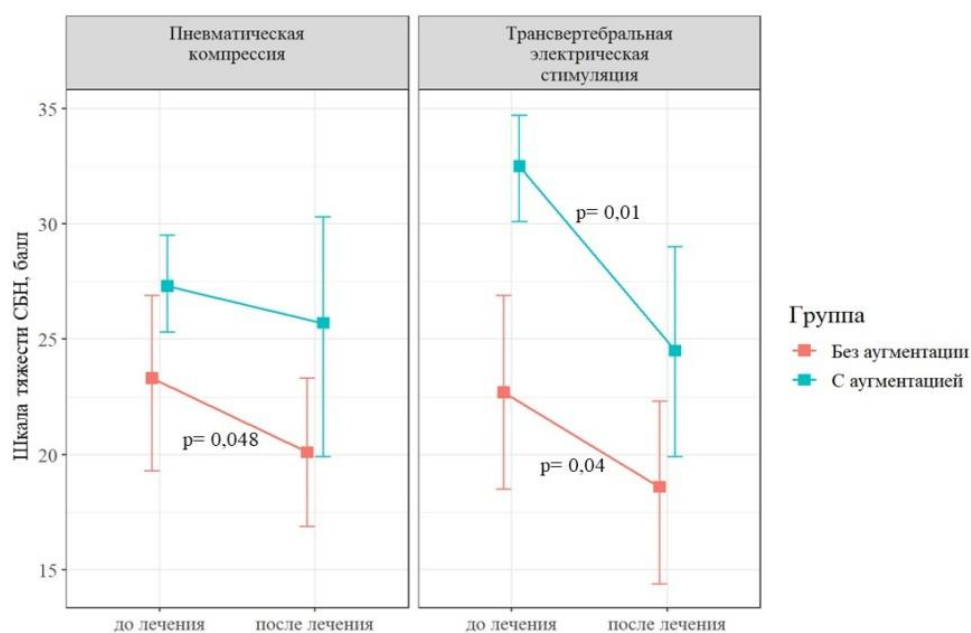 Пневматическая
компрессия
Трансвертебральная
электрическая
стимуляция
Шкала тяжести СБН, балл
35
30
25
20
15
p= 0,048
p= 0,01
p= 0,04
до лечения
после лечения
до лечения
после лечения
Группа
Без аугментации
С аугментацией